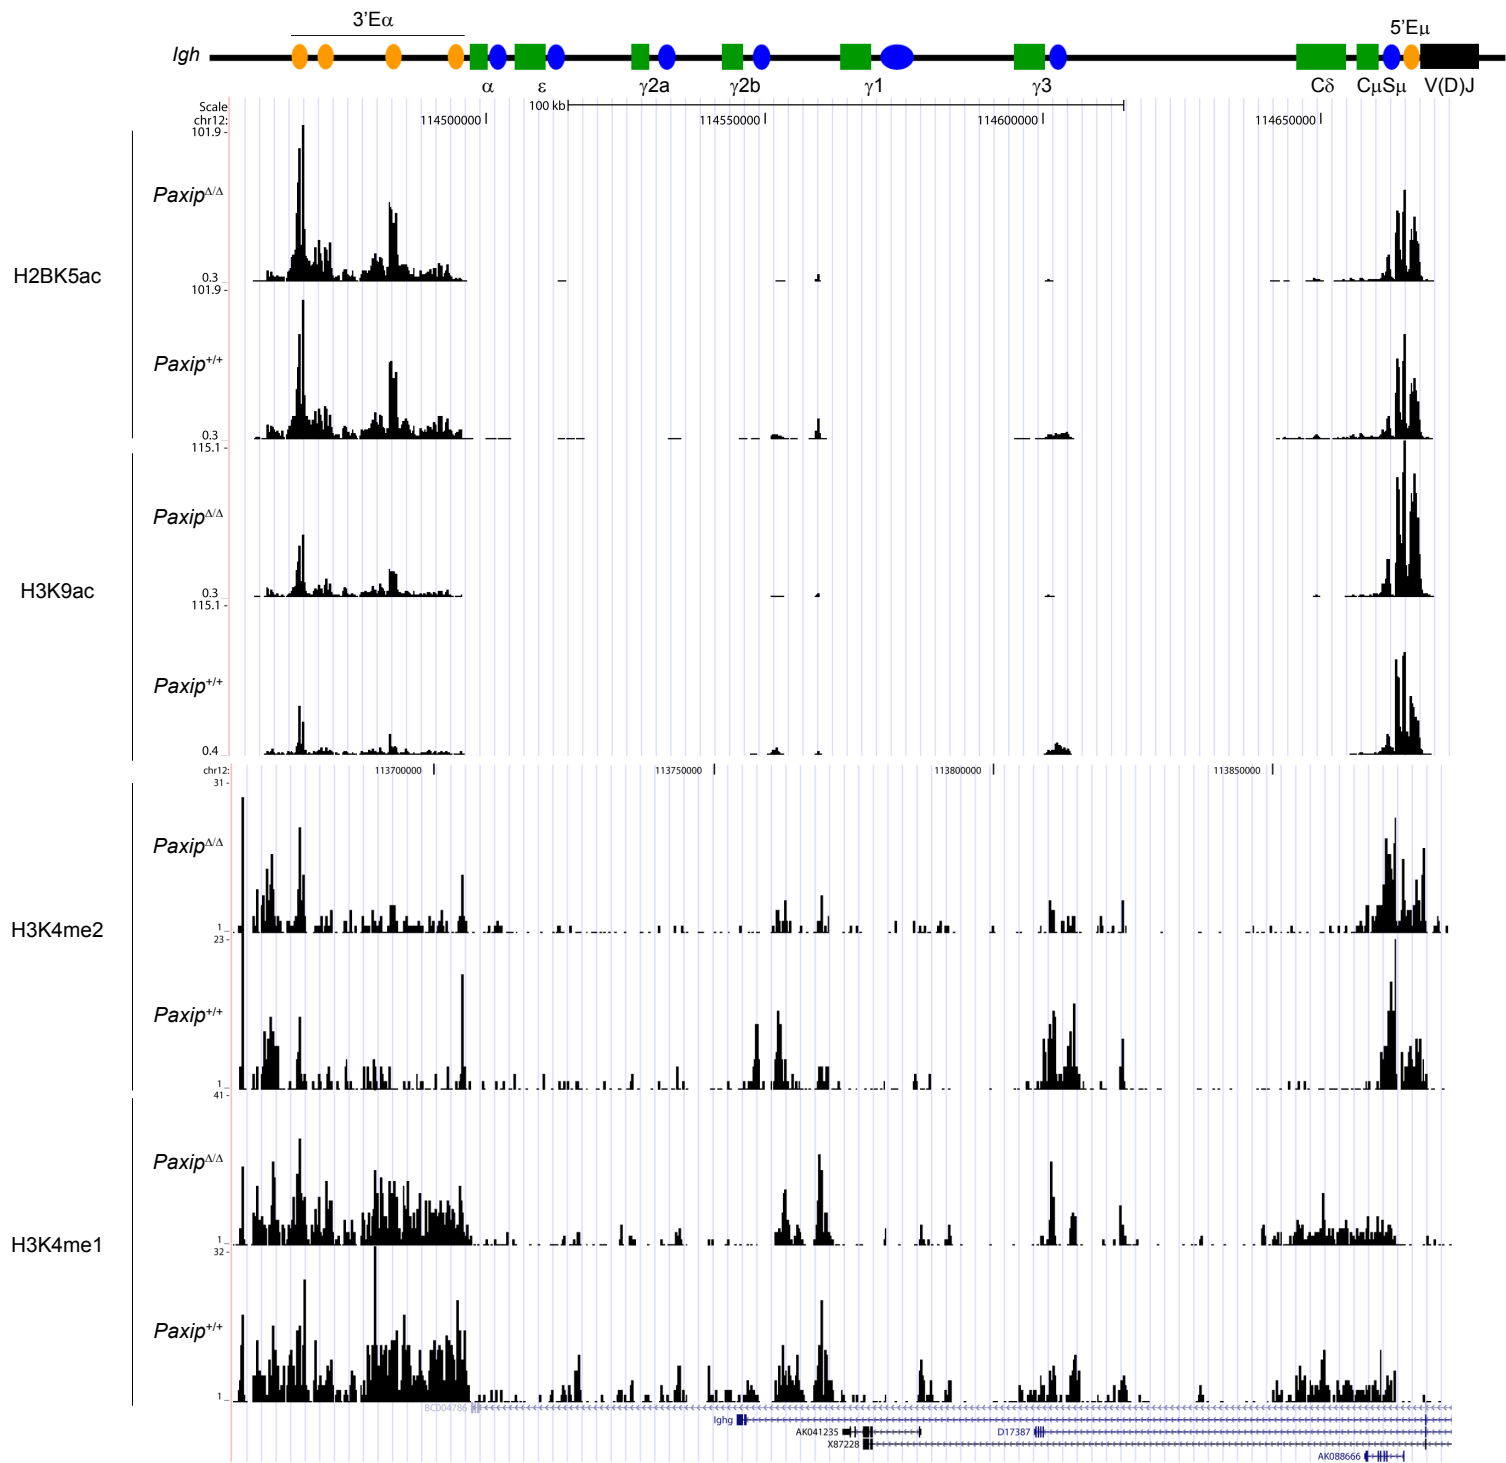 3’Eα
5’Eμ
Igh
α ε γ2a γ2b γ1 γ3 Cδ CμSμ V(D)J
Scale 100 kb
chr12: 114500000 114550000 114600000 114650000
101.9
PaxipΔ/Δ
H2BK5ac
0.3
101.9
Paxip+/+
0.3
115.1
PaxipΔ/Δ
H3K9ac
0.3
115.1
Paxip+/+
0.4
chr12: 113700000 113750000 113800000 113850000
31
PaxipΔ/Δ
H3K4me2
1
23
Paxip+/+
1
41
PaxipΔ/Δ
H3K4me1
1
32
Paxip+/+
1
BC004786
Ighg
AK041235 D17387
X87228
AK088666